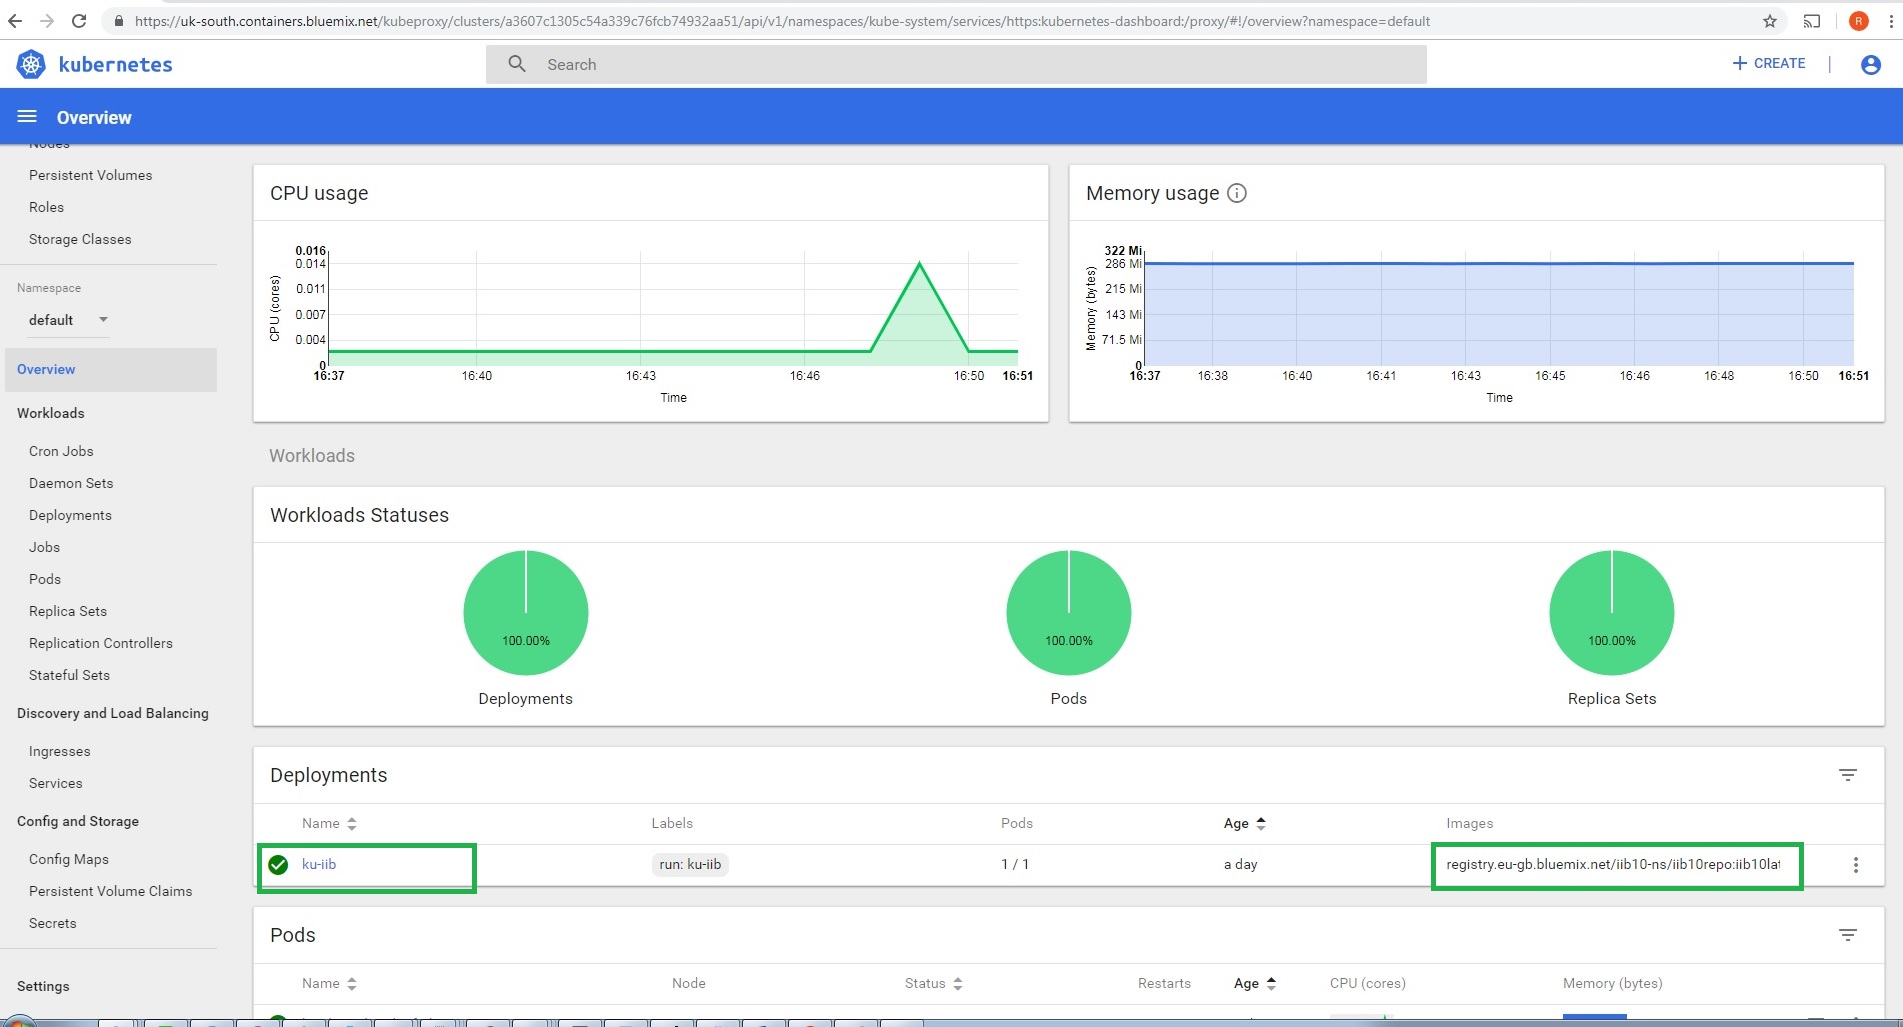 https://uk-south.containers.bluemix.net/kubeproxy/clusters/a3607c1305c54a339c76fcb74932aa51/api/v1/namespaces/kube-system/services/https:kubernetes-dashboard:/proxy/#!/overview?namespace=default
R
kubernetes
Search
CREATE
Overview
Nodes
Persistent Volumes
Roles
Storage Classes
Namespace
default
Overview
Workloads
Cron Jobs
Daemon Sets
Deployments
Jobs
Pods
Replica Sets
Replication Controllers
Stateful Sets
Discovery and Load Balancing
Ingresses
Services
Config and Storage
Config Maps
Persistent Volume Claims
Secrets
Settings
CPU usage
CPU (cores)
0.016
0.014
0.011
0.007
0.004
0
16:37 16:40 16:43 16:46 16:50 16:51
Time
Memory usage
Memory (bytes)
322 Mi
286 Mi
215 Mi
143 Mi
71.5 Mi
0
16:37 16:38 16:40 16:41 16:43 16:45 16:46 16:48 16:50 16:51
Time
Workloads
Workloads Statuses
100.00% 100.00% 100.00%
Deployments Pods Replica Sets
Deployments
Name Labels Pods Age Images
ku-iib run: ku-iib 1 / 1 a day registry.eu-gb.bluemix.net/iib10-ns/iib10repo:iib10lat
Pods
Name Node Status Restarts Age CPU (cores) Memory (bytes)